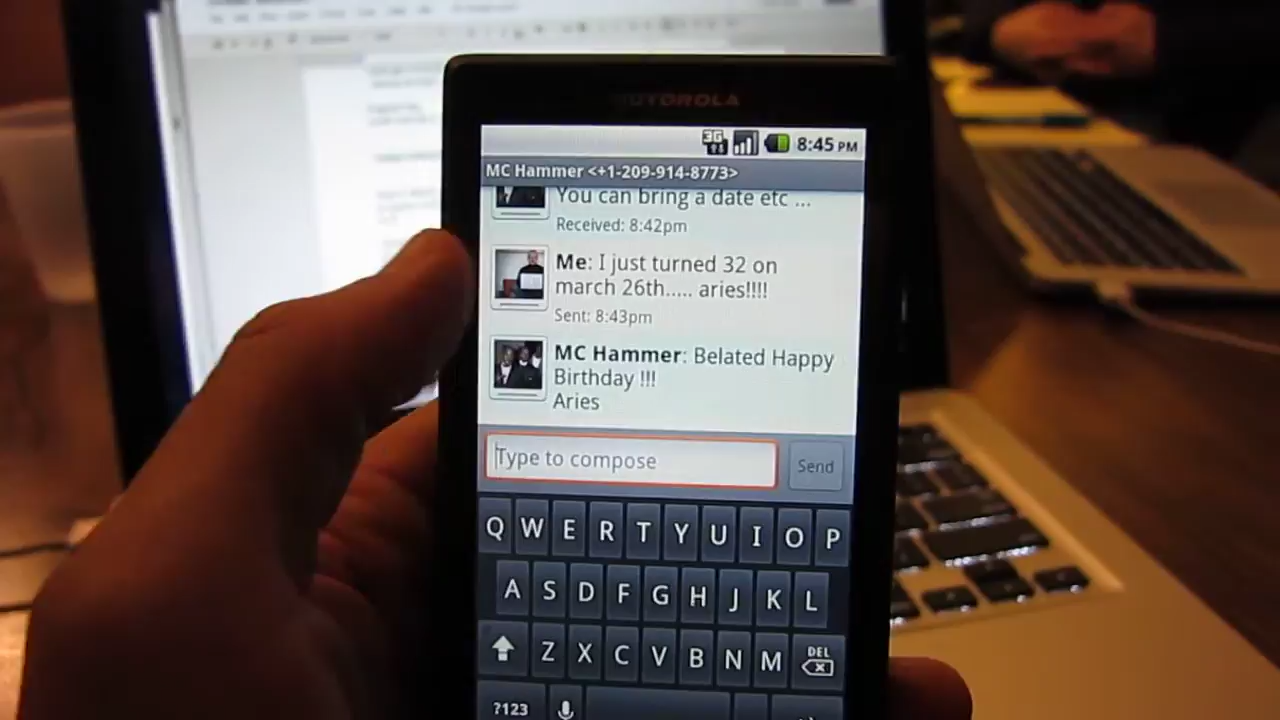 MOTOROLA
3G
8:45 PM
MC Hammer <+1-209-914-8773>
You can bring a date etc ...
Received: 8:42pm
Me: I just turned 32 on
march 26th..... aries!!!!
Sent: 8:43pm
MC Hammer: Belated Happy
Birthday !!!
Aries
Type to compose
Send
Q W E R T Y U I O P
A S D F G H J K L
Z X C V B N M DEL
?123